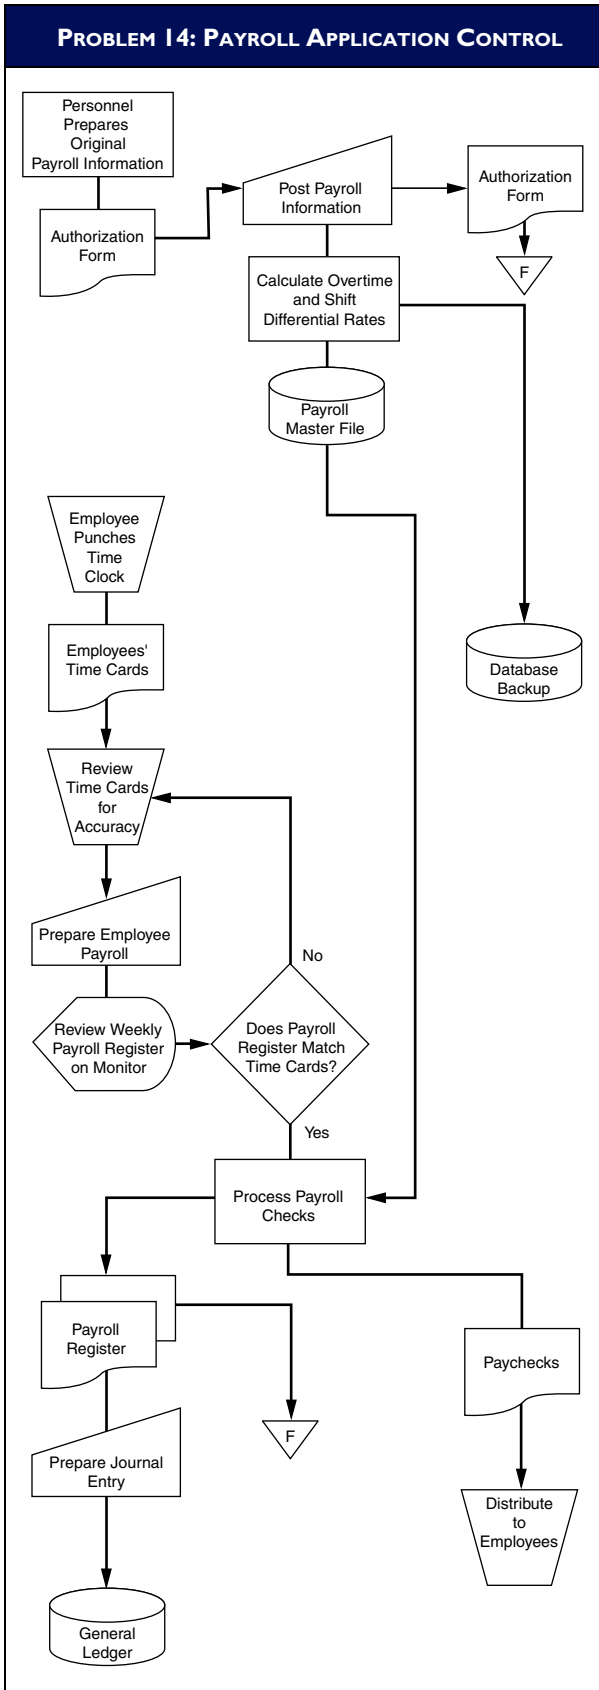 PROBLEM 14: PAYROLL APPLICATION CONTROL
Personnel
Prepares
Original
Payroll Information
Authorization
Form
Post Payroll
Information
Authorization
Form
F
Calculate Overtime
and Shift
Differential Rates
Payroll
Master File
Employee
Punches
Time
Clock
Employees'
Time Cards
Database
Backup
Review
Time Cards
for
Accuracy
Prepare Employee
Payroll
No
Review Weekly
Payroll Register
on Monitor
Does Payroll
Register Match
Time Cards?
Yes
Process Payroll
Checks
Payroll
Register
Paychecks
F
Prepare Journal
Entry
Distribute
to
Employees
General
Ledger